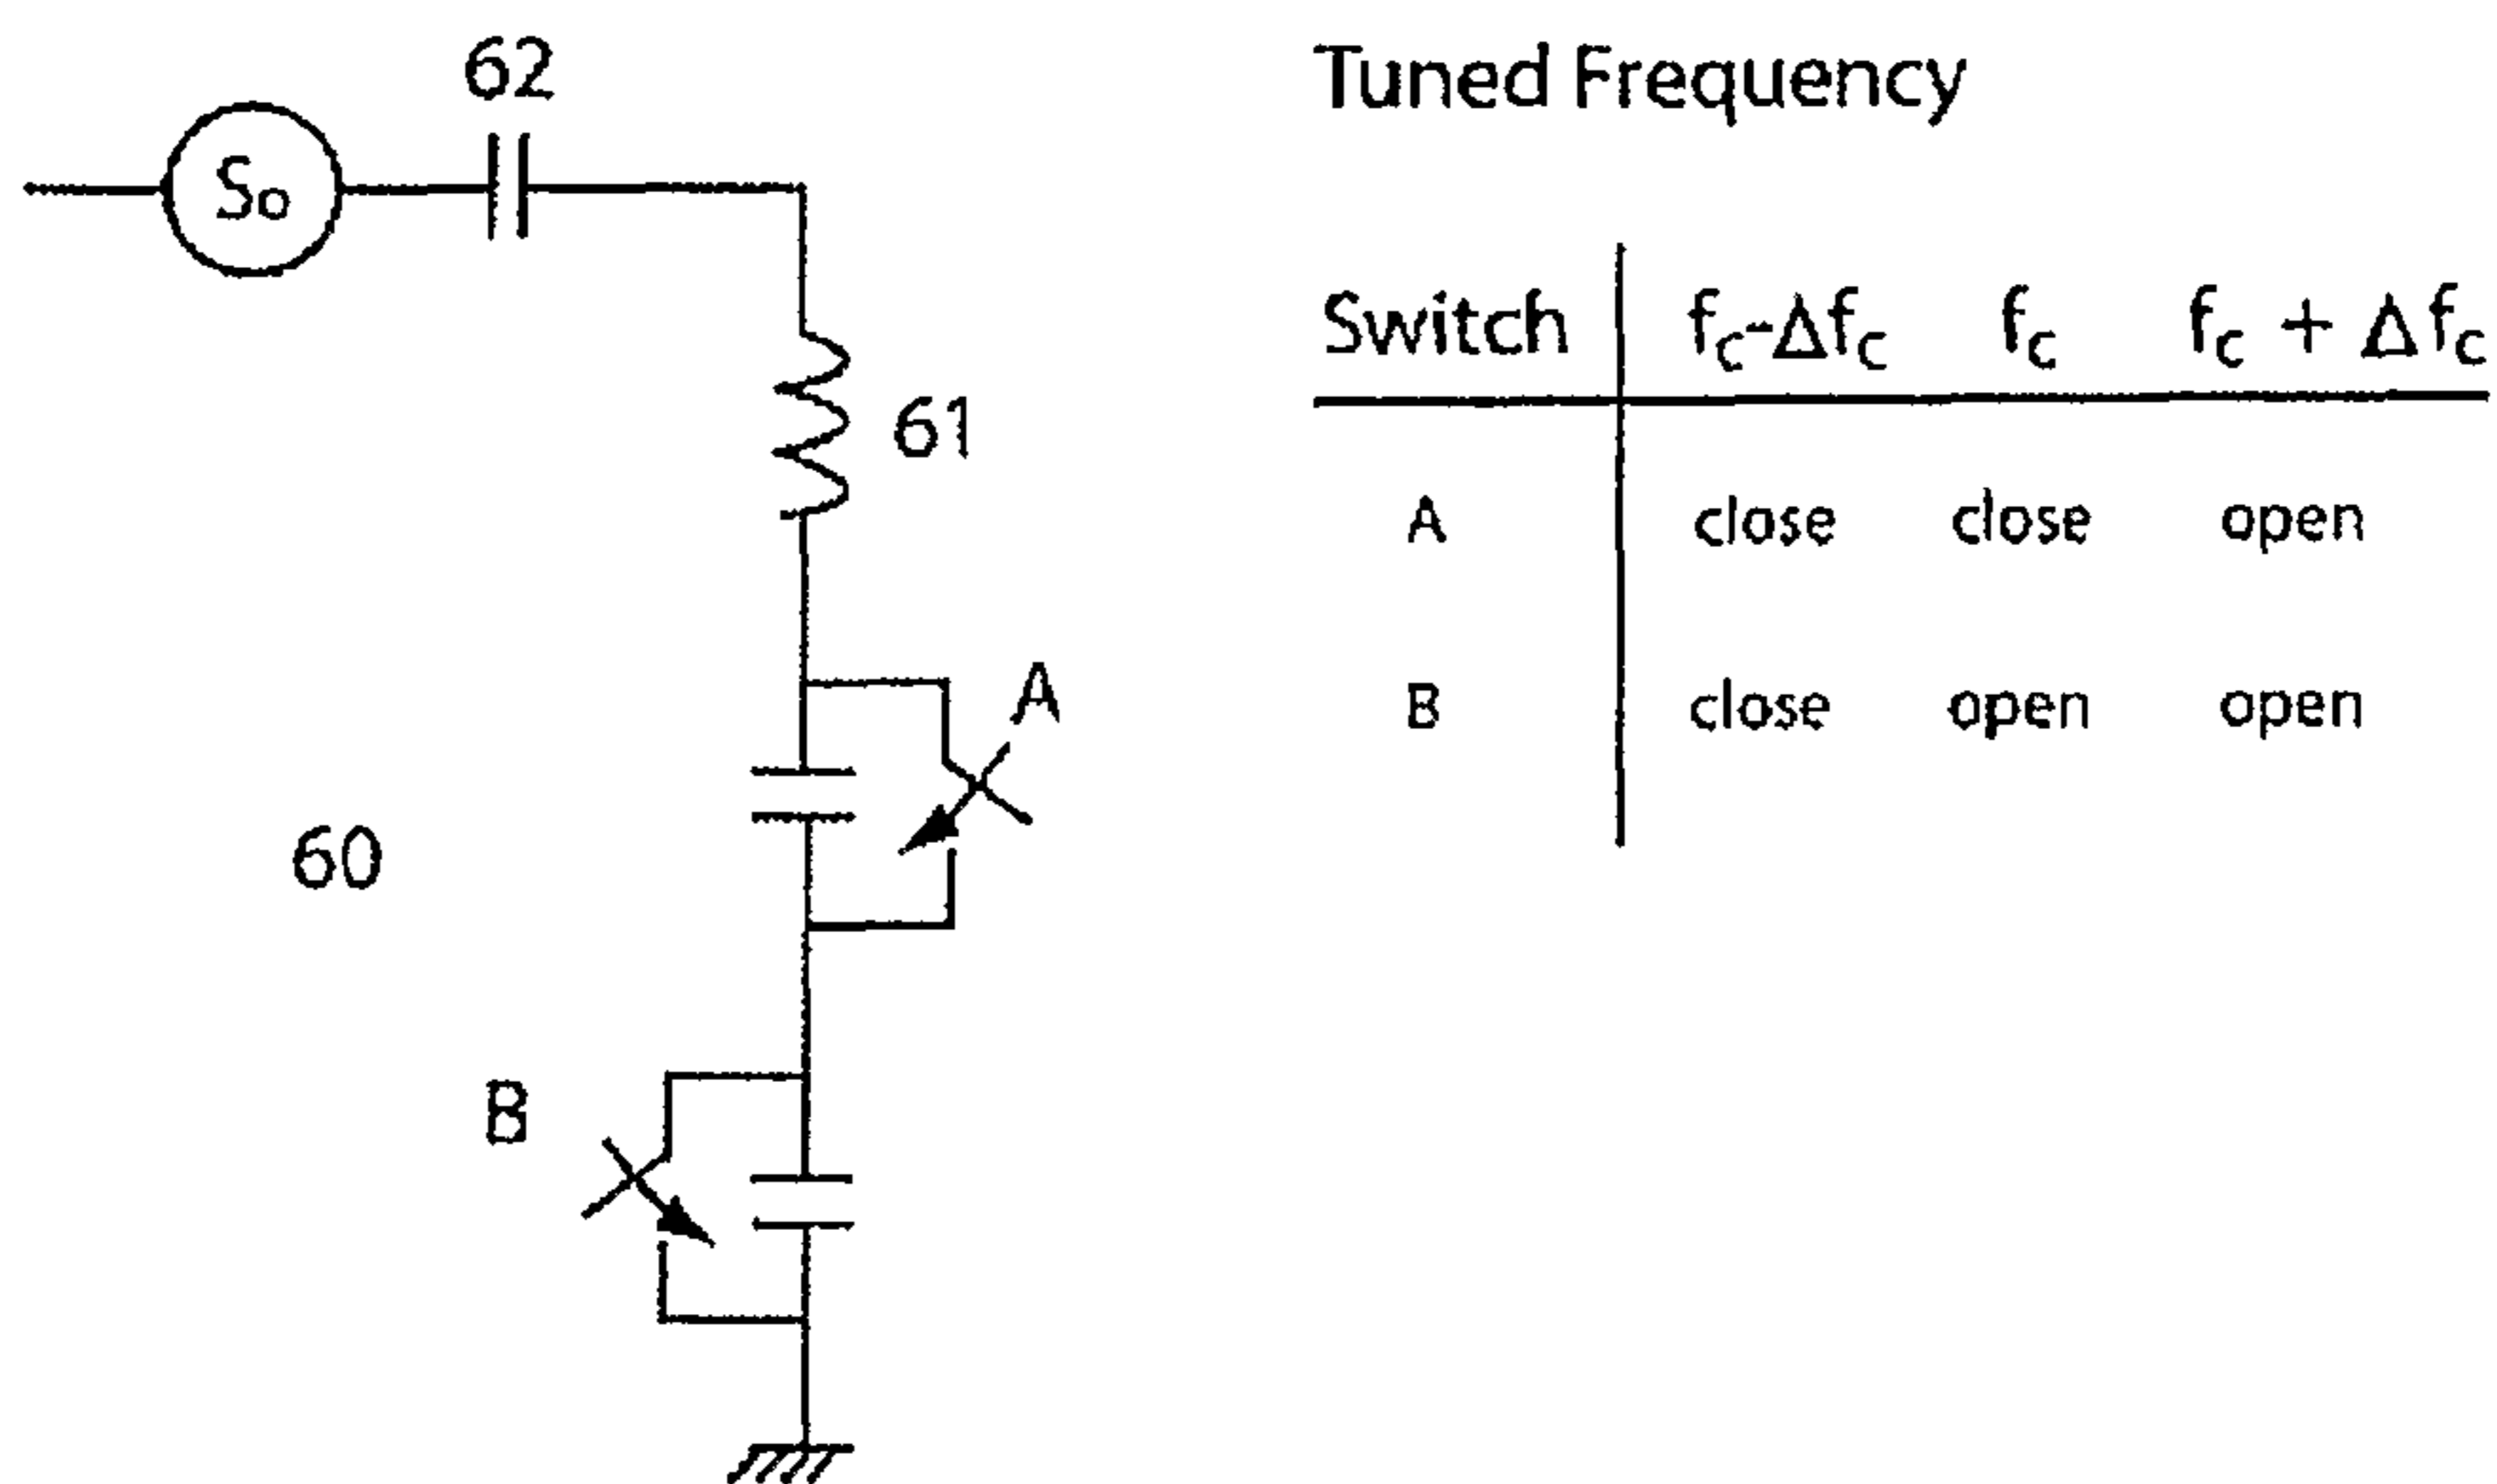 62
Tuned Frequency
So
Switch fc-Δfc fc fc + Δfc
61
A close close open
A
B close open open
60
B